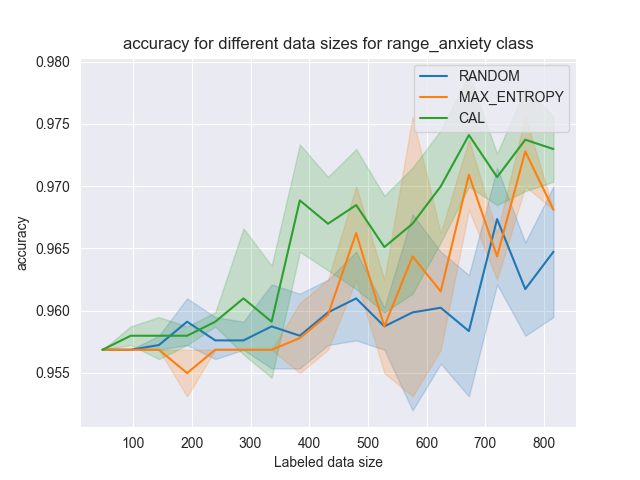 accuracy for different data sizes for range_anxiety class
RANDOM
MAX_ENTROPY
CAL
0.980
0.975
0.970
0.965
0.960
0.955
accuracy
100 200 300 400 500 600 700 800
Labeled data size